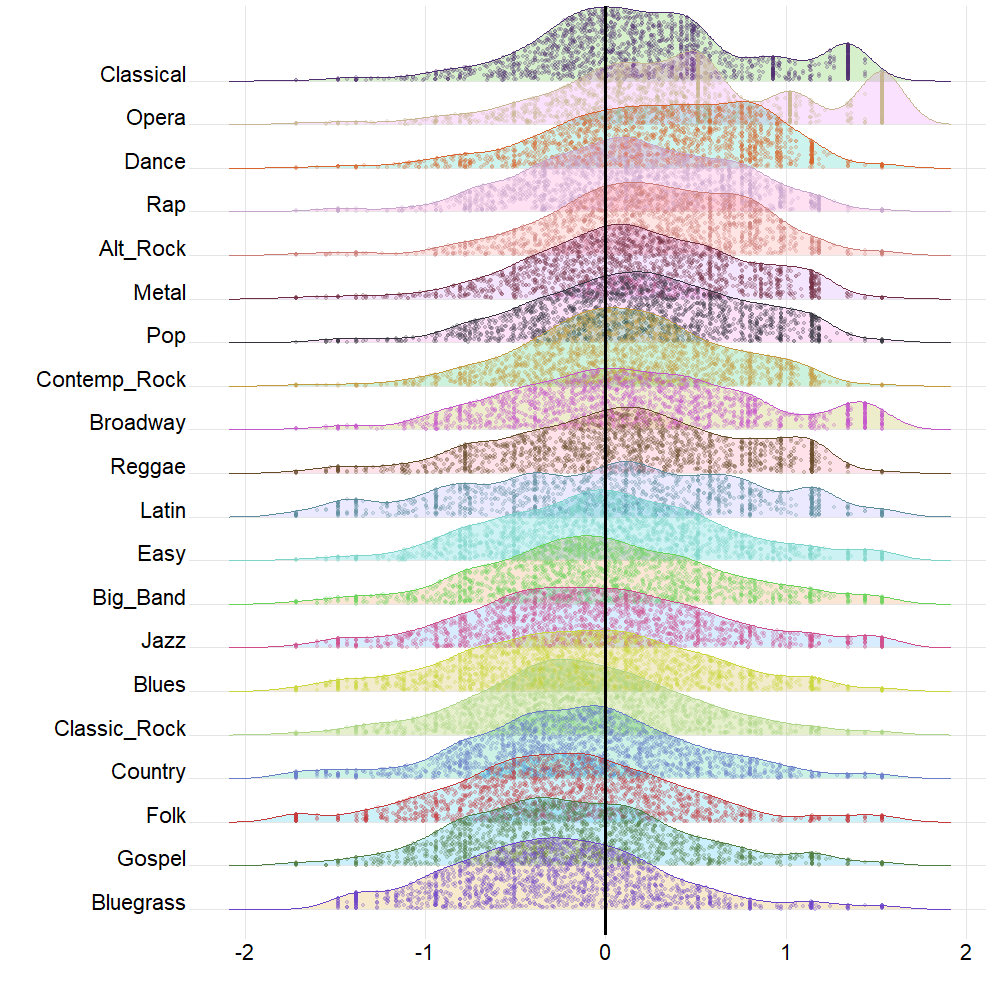 Classical
Opera
Dance
Rap
Alt_Rock
Metal
Pop
Contemp_Rock
Broadway
Reggae
Latin
Easy
Big_Band
Jazz
Blues
Classic_Rock
Country
Folk
Gospel
Bluegrass
-2 -1 0 1 2